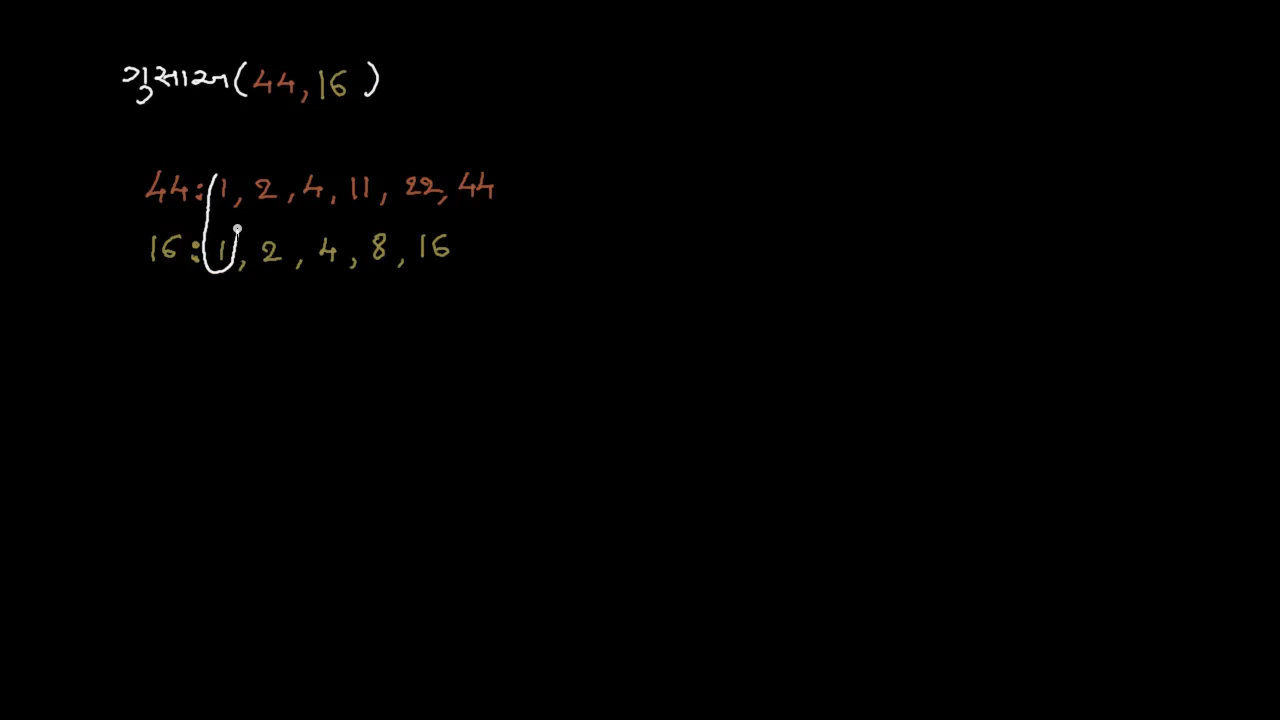 ગુસાઅ(44, 16)
44: 1, 2, 4, 11, 22, 44
16: 1, 2, 4, 8, 16